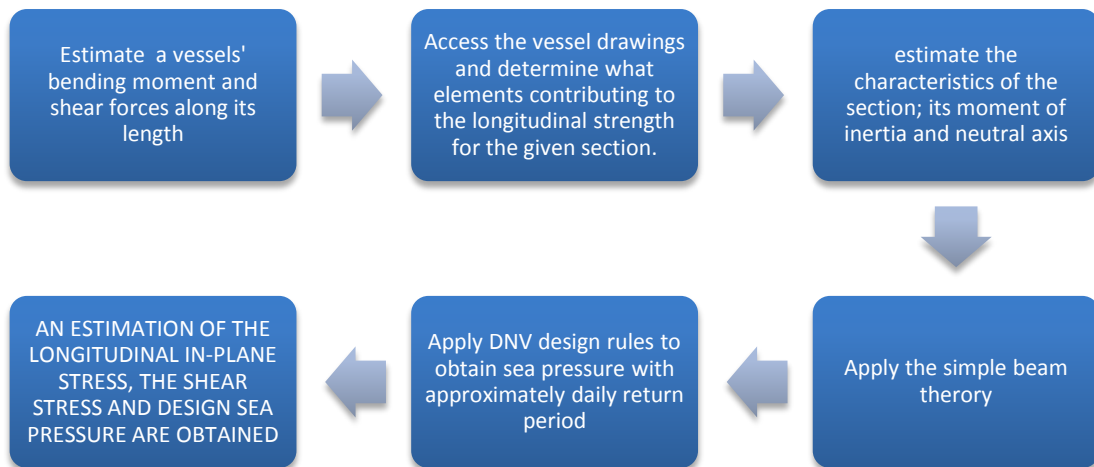 Estimate  a vessels'
bending moment and
shear forces along its
length
Access the vessel drawings
and determine what
elements contributing to
the longitudinal strength
for the given section.
estimate the
characteristics of the
section; its moment of
inertia and neutral axis
Apply the simple beam
therory
Apply DNV design rules to
obtain sea pressure with
approximately daily return
period
AN ESTIMATION OF THE
LONGITUDINAL IN-PLANE
STRESS, THE SHEAR
STRESS AND DESIGN SEA
PRESSURE ARE OBTAINED